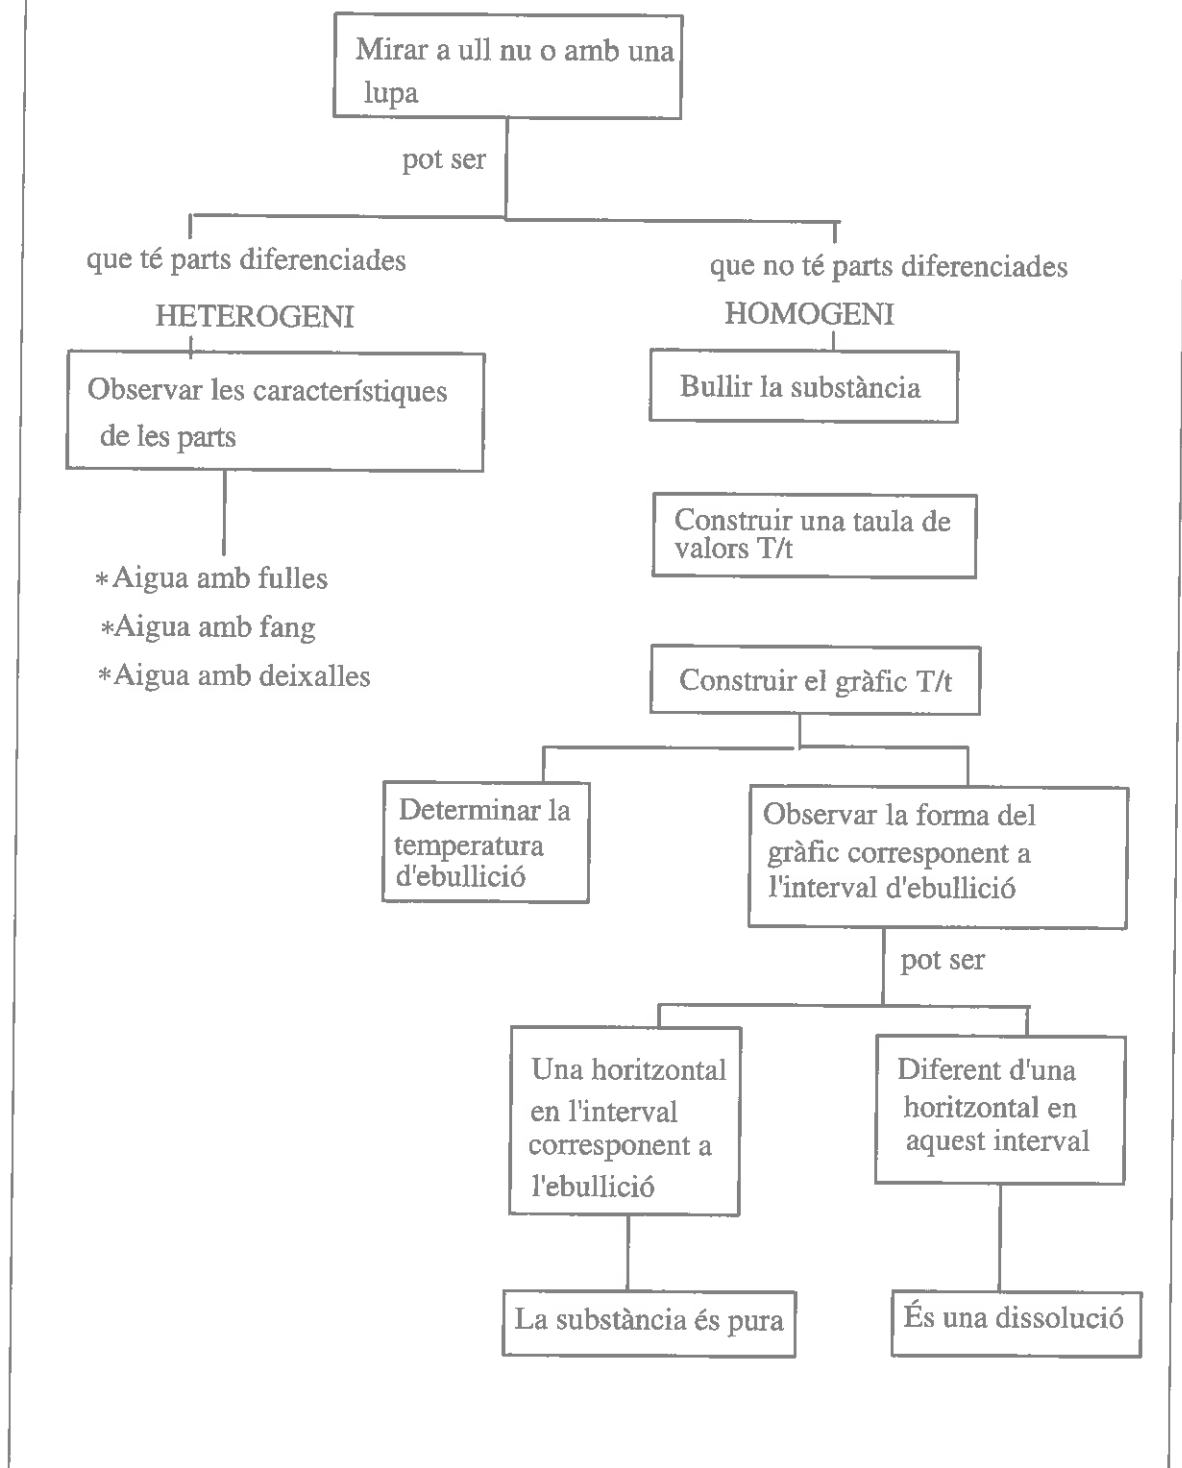 Mirar a ull nu o amb una
lupa
pot ser
que té parts diferenciades
HETEROGENI
Observar les característiques
de les parts
*Aigua amb fulles
*Aigua amb fang
*Aigua amb deixalles
que no té parts diferenciades
HOMOGENI
Bullir la substància
Construir una taula de
valors T/t
Construir el gràfic T/t
Determinar la
temperatura
d'ebullició
Observar la forma del
gràfic corresponent a
l'interval d'ebullició
pot ser
Una horitzontal
en l'interval
corresponent a
l'ebullició
Diferent d'una
horitzontal en
aquest interval
La substància és pura
És una dissolució